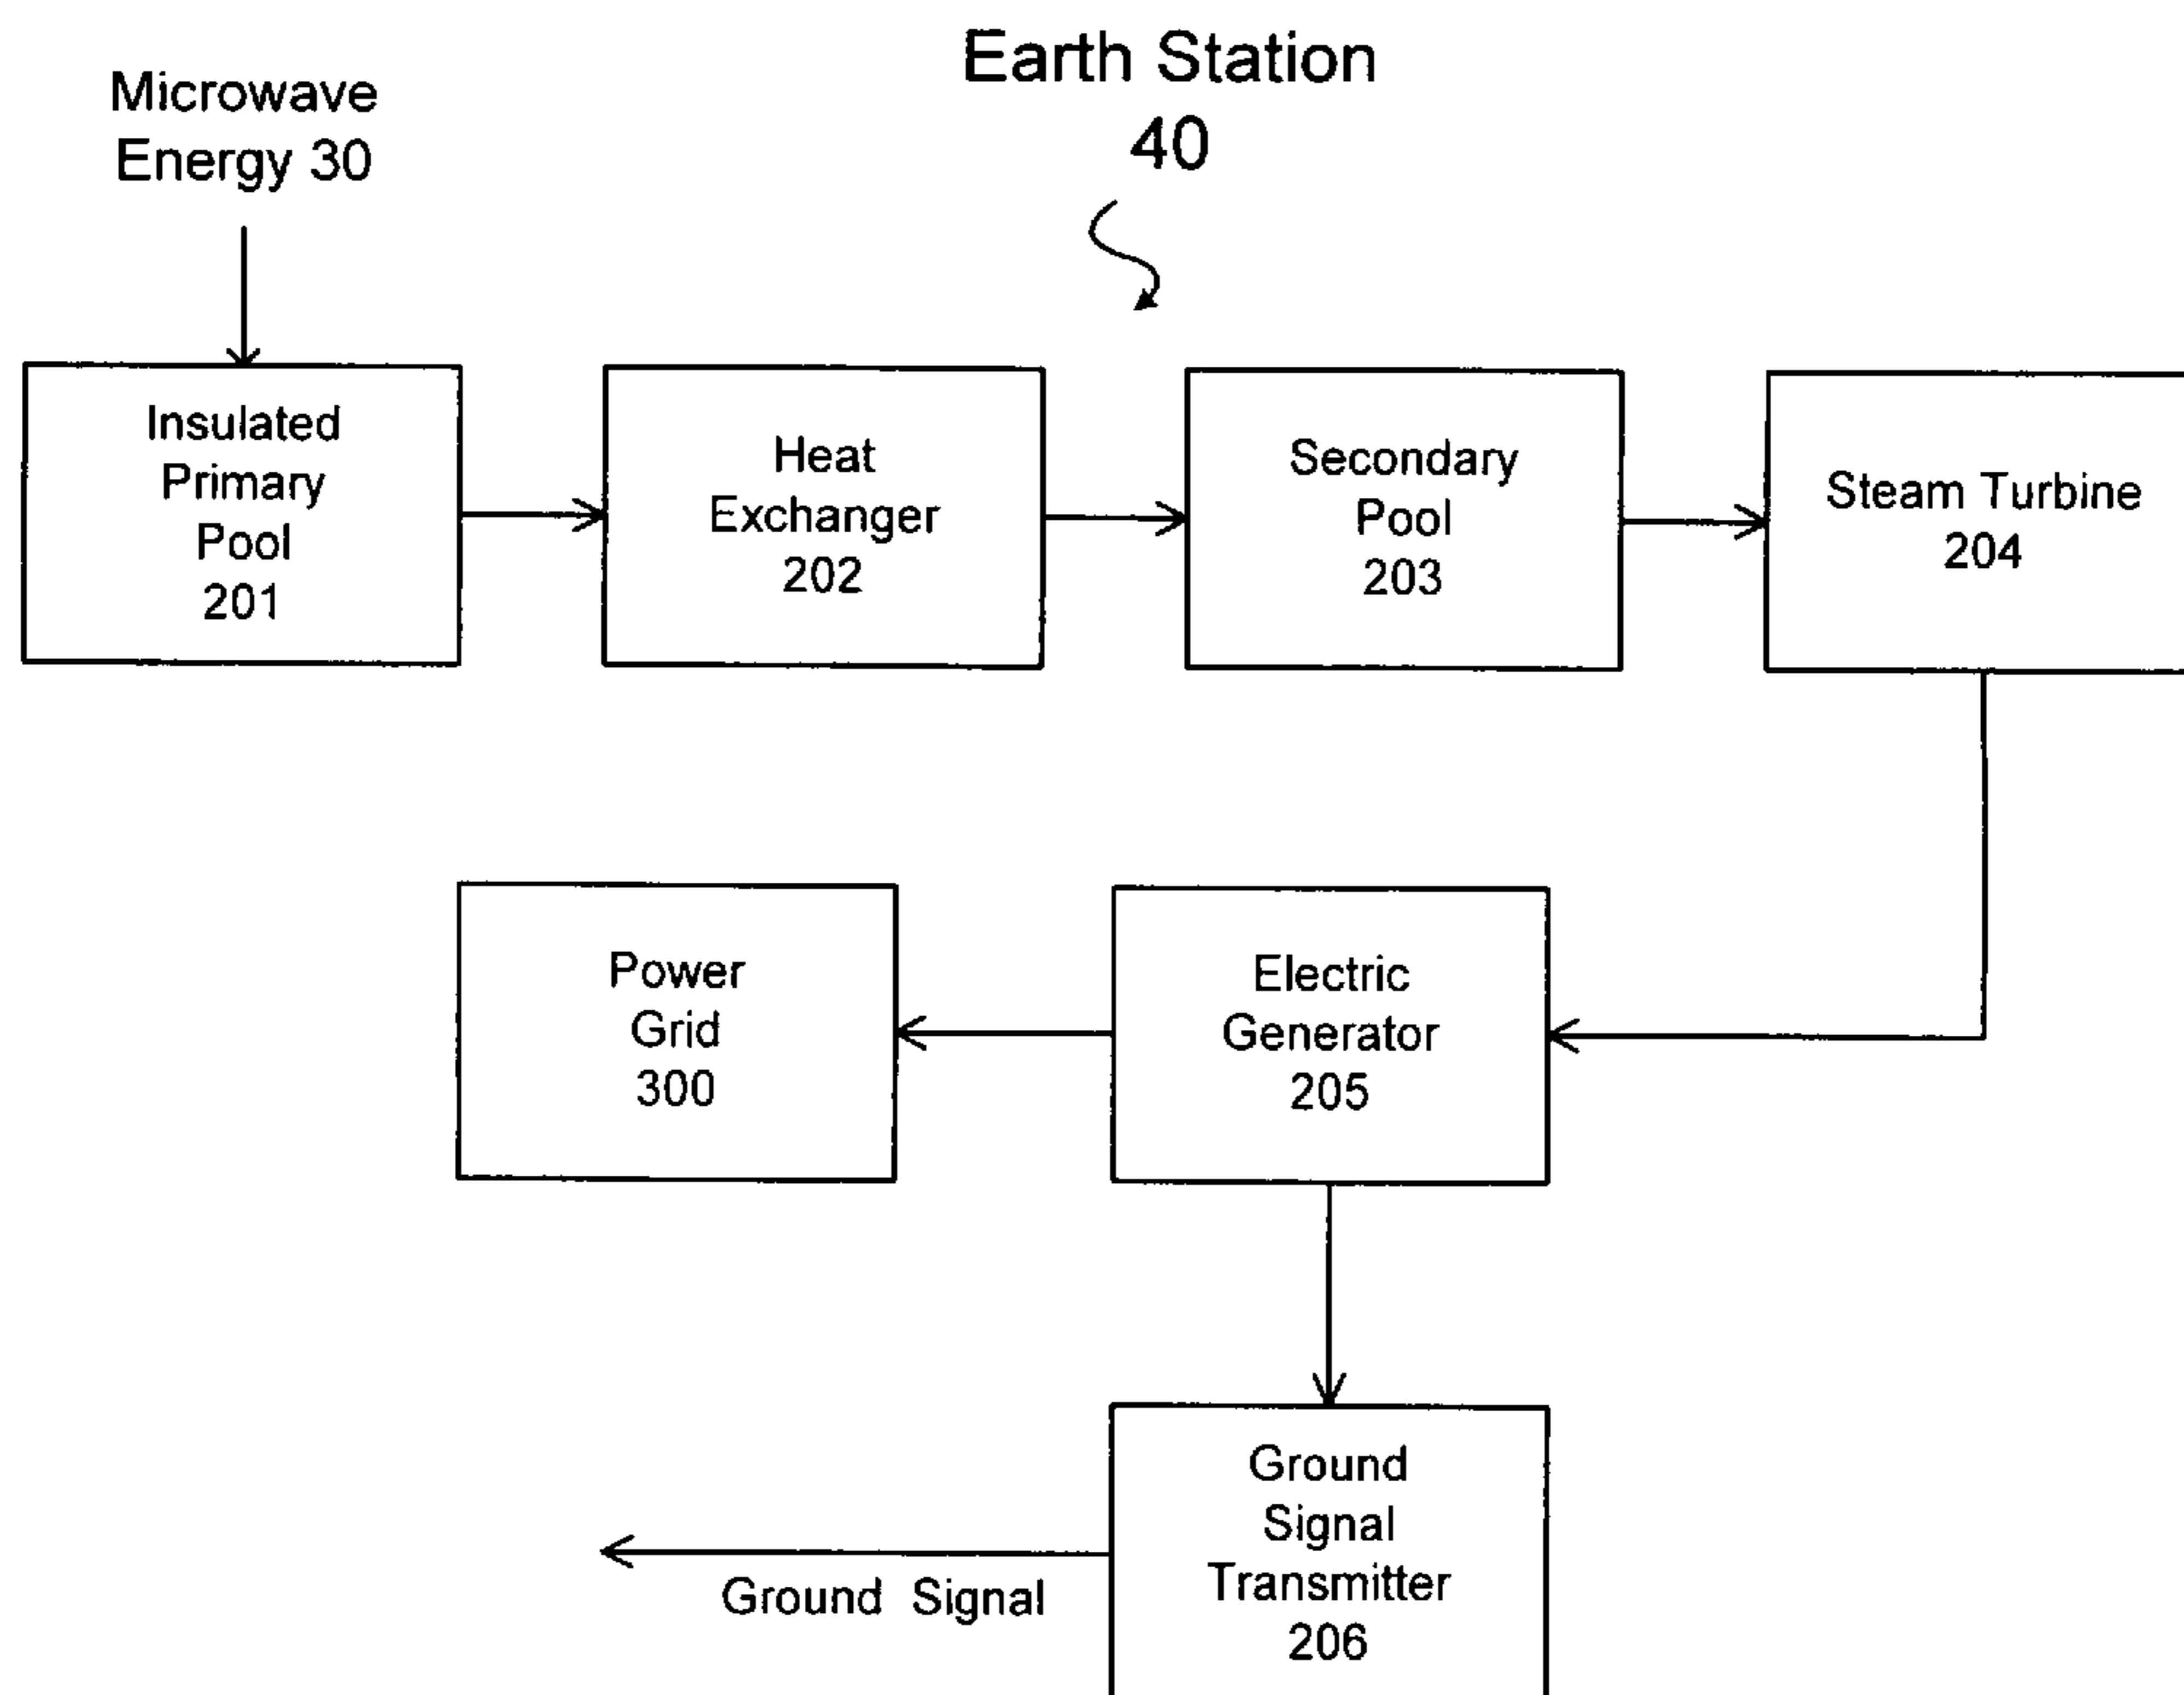 Earth Station
40
Microwave
Energy 30
Insulated
Primary
Pool
201
Heat
Exchanger
202
Secondary
Pool
203
Steam Turbine
204
Power
Grid
300
Electric
Generator
205
Ground
Signal
Transmitter
206
Ground Signal